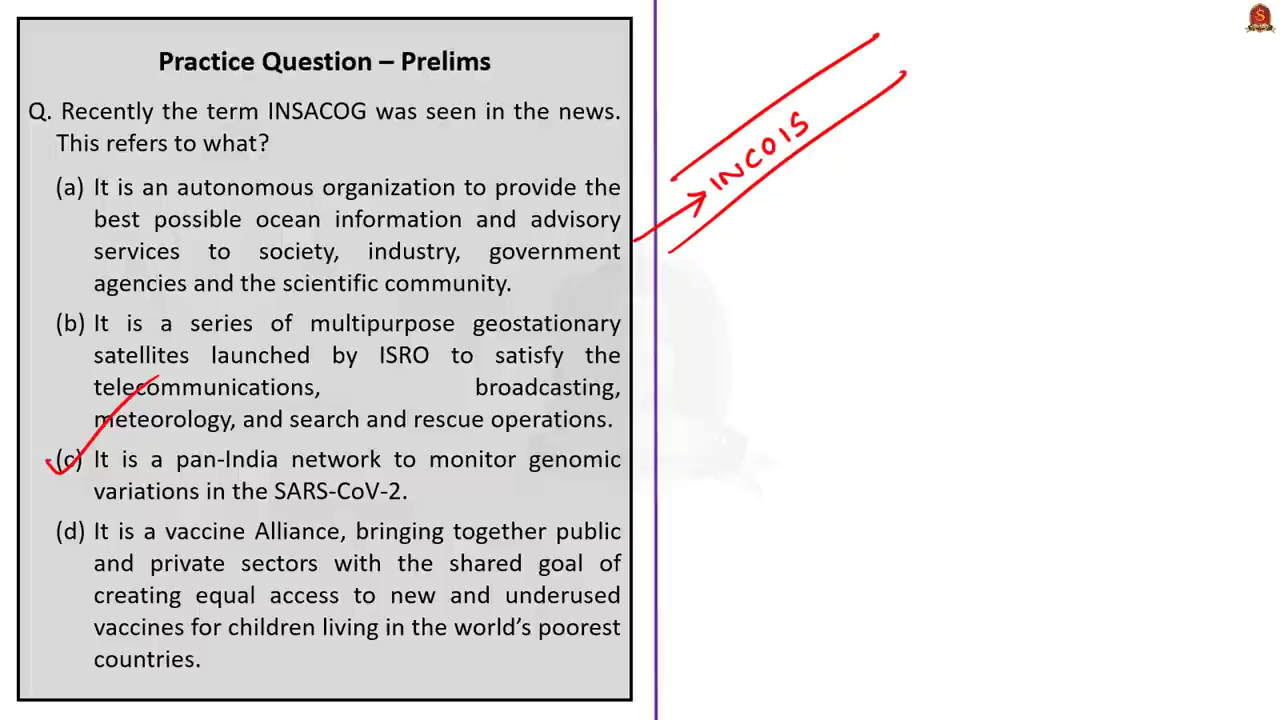 Practice Question – Prelims
Q. Recently the term INSACOG was seen in the news.
This refers to what?
(a) It is an autonomous organization to provide the
best possible ocean information and advisory
services to society, industry, government
agencies and the scientific community.
(b) It is a series of multipurpose geostationary
satellites launched by ISRO to satisfy the
telecommunications, broadcasting,
meteorology, and search and rescue operations.
(c) It is a pan-India network to monitor genomic
variations in the SARS-CoV-2.
(d) It is a vaccine Alliance, bringing together public
and private sectors with the shared goal of
creating equal access to new and underused
vaccines for children living in the world's poorest
countries.
INCOIS